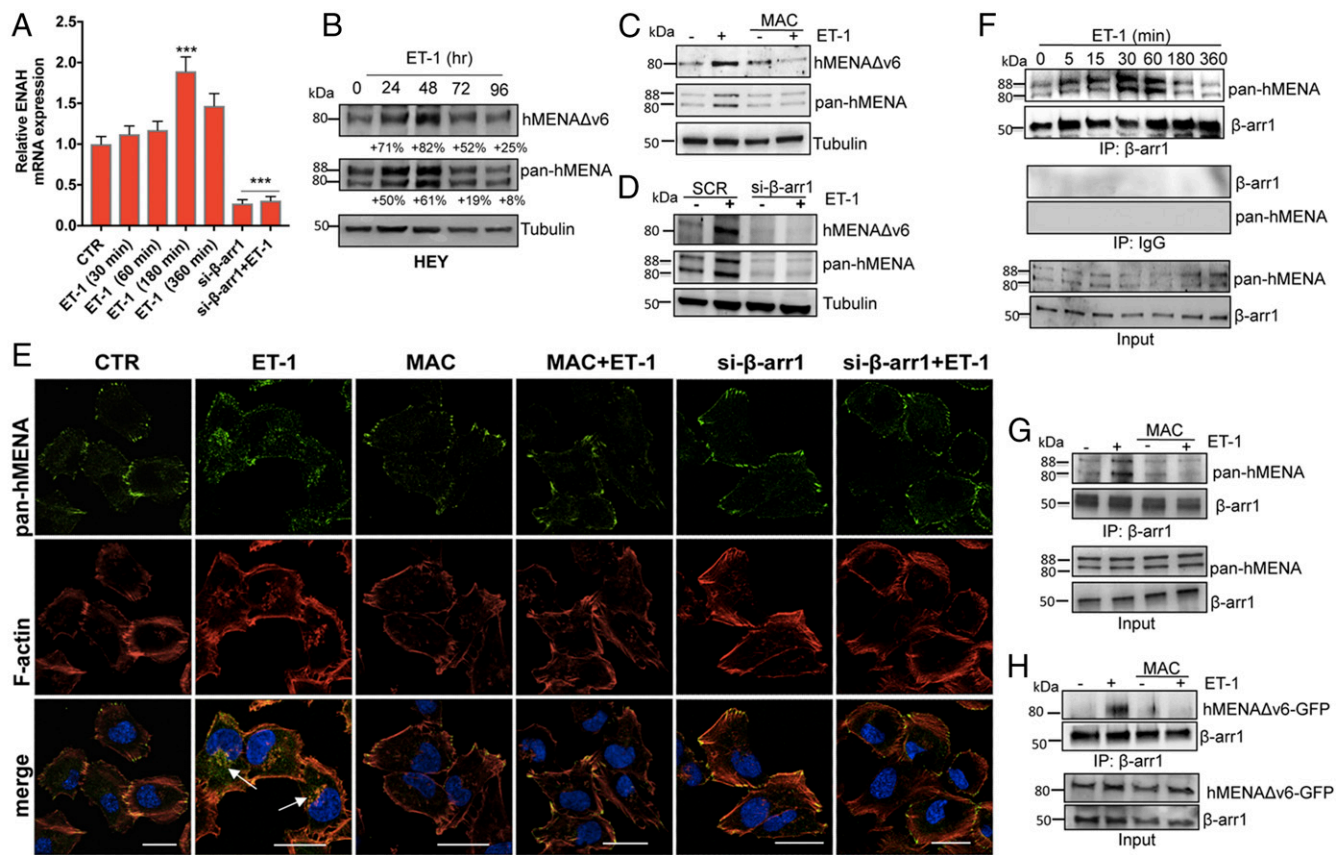 A
Relative ENAH
mRNA expression
2.5
2.0
1.5
1.0
0.5
0.0
***
***
CTR
ET-1 (30 min)
ET-1 (60 min)
ET-1 (180 min)
ET-1 (360 min)
si-β-arr1
si-β-arr1+ET-1
B
ET-1 (hr)
0 24 48 72 96
kDa
80
hMENAΔv6
+71% +82% +52% +25%
88
80
pan-hMENA
+50% +61% +19% +8%
50
Tubulin
HEY
C
MAC
kDa - + - + ET-1
80
hMENAΔv6
88
80
pan-hMENA
50
Tubulin
D
SCR si-β-arr1
kDa - + - + ET-1
80
hMENAΔv6
88
80
pan-hMENA
50
Tubulin
E
CTR ET-1 MAC MAC+ET-1 si-β-arr1 si-β-arr1+ET-1
pan-hMENA
F-actin
merge
F
ET-1 (min)
kDa 0 5 15 30 60 180 360
88
80
pan-hMENA
50
β-arr1
IP: β-arr1
β-arr1
pan-hMENA
IP: IgG
88
80
pan-hMENA
50
β-arr1
Input
G
MAC
kDa - + - + ET-1
88
80
pan-hMENA
50
β-arr1
IP: β-arr1
88
80
pan-hMENA
50
β-arr1
Input
H
MAC
kDa - + - + ET-1
80
hMENAΔv6-GFP
50
β-arr1
IP: β-arr1
80
hMENAΔv6-GFP
50
β-arr1
Input